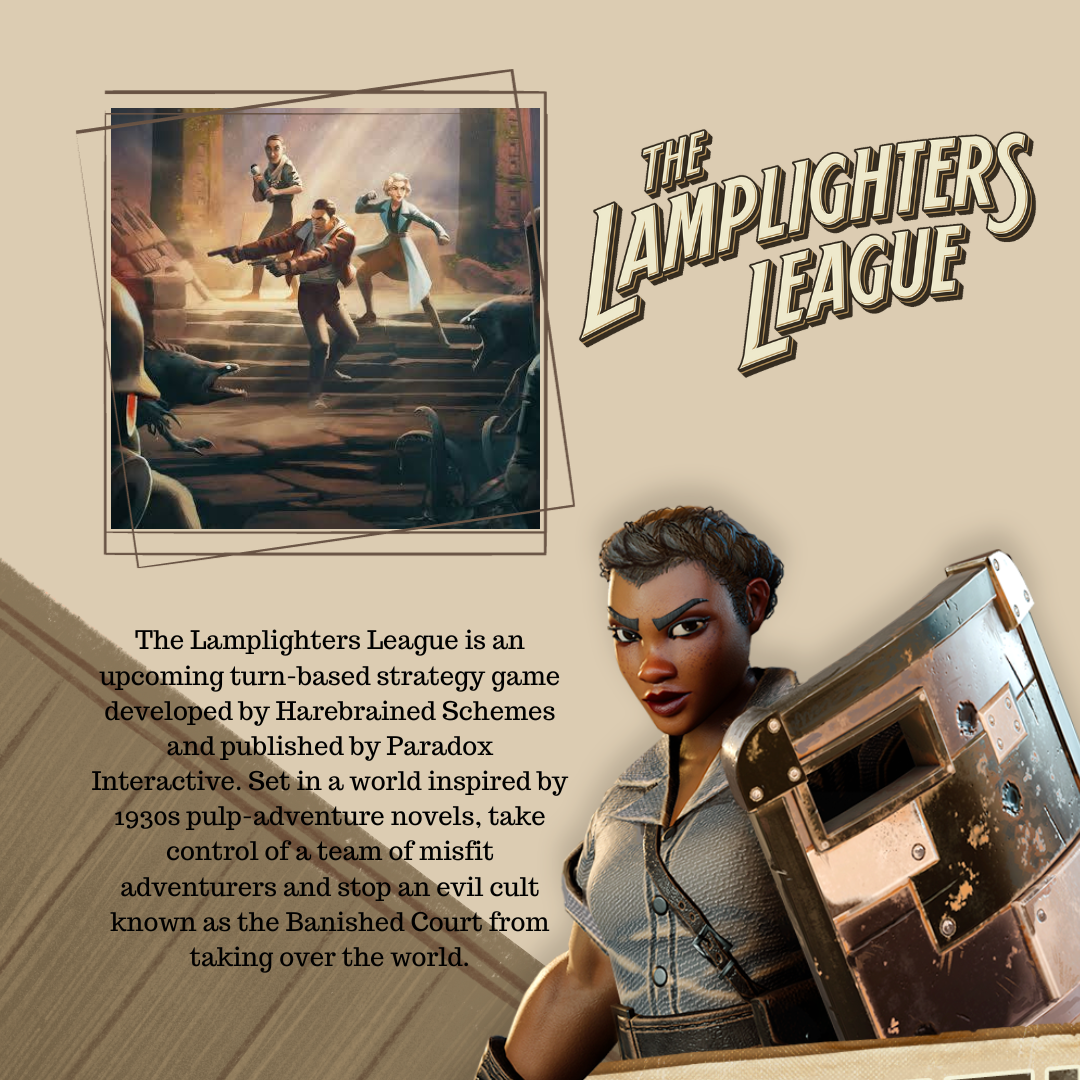 THE
LAMPLIGHTERS
LEAGUE
The Lamplighters League is an
upcoming turn-based strategy game
developed by Harebrained Schemes
and published by Paradox
Interactive. Set in a world inspired by
1930s pulp-adventure novels, take
control of a team of misfit
adventurers and stop an evil cult
known as the Banished Court from
taking over the world.